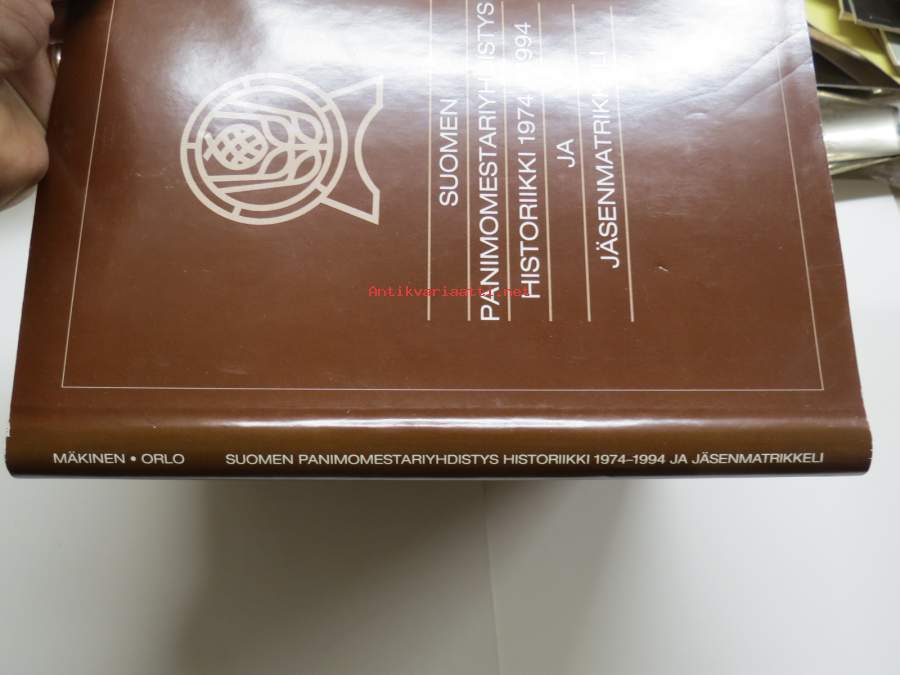 SUOMEN
PANIMOMESTARIYHDISTYS
HISTORIIKKI 1974-1994
JA
JÄSENMATRIKKELI
Antikvariaatti.net
MÄKINEN • ORLO SUOMEN PANIMOMESTARIYHDISTYS HISTORIIKKI 1974–1994 JA JÄSENMATRIKKELI